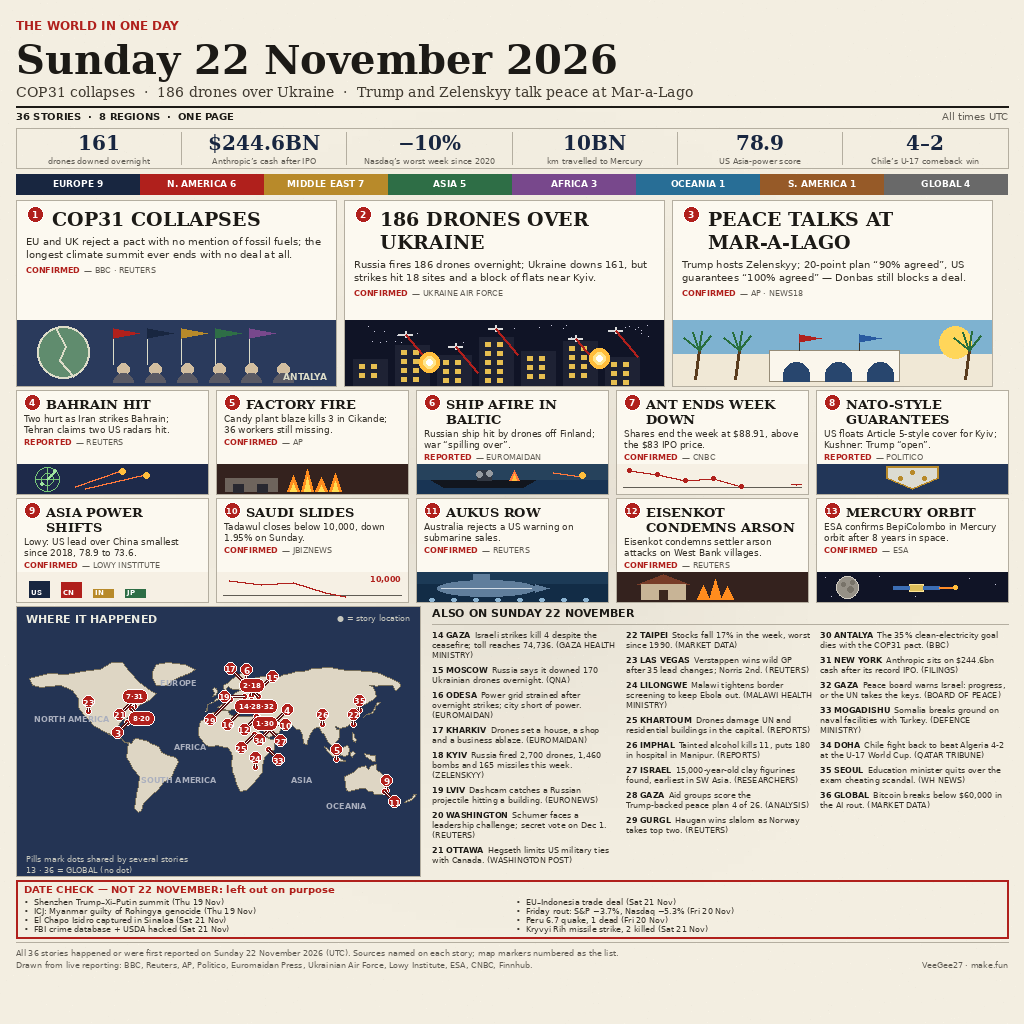 THE WORLD IN ONE DAY
Sunday 22 November 2026
COP31 collapses · 186 drones over Ukraine · Trump and Zelenskyy talk peace at Mar-a-Lago
36 STORIES · 8 REGIONS · ONE PAGE
All times UTC
161
drones downed overnight
$244.6BN
Anthropic's cash after IPO
−10%
Nasdaq's worst week since 2020
10BN
km travelled to Mercury
78.9
US Asia-power score
4–2
Chile's U-17 comeback win
EUROPE 9
N. AMERICA 6
MIDDLE EAST 7
ASIA 5
AFRICA 3
OCEANIA 1
S. AMERICA 1
GLOBAL 4
1 COP31 COLLAPSES
EU and UK reject a pact with no mention of fossil fuels; the
longest climate summit ever ends with no deal at all.
CONFIRMED — BBC · REUTERS
ANTALYA
2 186 DRONES OVER
UKRAINE
Russia fires 186 drones overnight; Ukraine downs 161, but
strikes hit 18 sites and a block of flats near Kyiv.
CONFIRMED — UKRAINE AIR FORCE
3 PEACE TALKS AT
MAR-A-LAGO
Trump hosts Zelenskyy; 20-point plan “90% agreed”, US
guarantees “100% agreed” — Donbas still blocks a deal.
CONFIRMED — AP · NEWS18
4 BAHRAIN HIT
Two hurt as Iran strikes Bahrain;
Tehran claims two US radars hit.
REPORTED — REUTERS
5 FACTORY FIRE
Candy plant blaze kills 3 in Cikande;
36 workers still missing.
CONFIRMED — AP
6 SHIP AFIRE IN
BALTIC
Russian ship hit by drones off Finland;
war “spilling over”.
REPORTED — EUROMAIDAN
7 ANT ENDS WEEK
DOWN
Shares end the week at $88.91, above
the $83 IPO price.
CONFIRMED — CNBC
8 NATO-STYLE
GUARANTEES
US floats Article 5-style cover for Kyiv;
Kushner: Trump “open”.
REPORTED — POLITICO
9 ASIA POWER
SHIFTS
Lowy: US lead over China smallest
since 2018, 78.9 to 73.6.
CONFIRMED — LOWY INSTITUTE
US
CN
IN
JP
10 SAUDI SLIDES
Tadawul closes below 10,000, down
1.95% on Sunday.
CONFIRMED — JBIZNEWS
10,000
11 AUKUS ROW
Australia rejects a US warning on
submarine sales.
CONFIRMED — REUTERS
12 EISENKOT
CONDEMNS ARSON
Eisenkot condemns settler arson
attacks on West Bank villages.
CONFIRMED — REUTERS
13 MERCURY ORBIT
ESA confirms BepiColombo in Mercury
orbit after 8 years in space.
CONFIRMED — ESA
WHERE IT HAPPENED
● = story location
EUROPE
NORTH AMERICA
AFRICA
SOUTH AMERICA
ASIA
OCEANIA
17
6
15
2·18
19
23
7·31
21
8·20
3
14·28·32
29
16
12
1·30
4
10
25
34
27
24
33
26
35
22
5
9
11
Pills mark dots shared by several stories
13 · 36 = GLOBAL (no dot)
ALSO ON SUNDAY 22 NOVEMBER
14 GAZA Israeli strikes kill 4 despite the
ceasefire; toll reaches 74,736. (GAZA HEALTH
MINISTRY)
15 MOSCOW Russia says it downed 170
Ukrainian drones overnight.
(QNA)
16 ODESA Power grid strained after
overnight strikes; city short of power.
(EUROMAIDAN)
17 KHARKIV Drones set a house, a shop
and a business ablaze. (EUROMAIDAN)
18 KYIV Russia fired 2,700 drones, 1,460
bombs and 165 missiles this week.
(ZELENSKYY)
19 LVIV Dambulch catches a Russian
projectile hitting a building. (EURONEWS)
20 WASHINGTON Schumer faces a
leadership challenge; secret vote on Dec 1.
(REUTERS)
21 OTTAWA Hegseth limits US military ties
with Canada. (WASHINGTON POST)
22 TAIPEI Stocks fall 17% in the week, worst
since 1990. (MARKET DATA)
23 LAS VEGAS Verstappen wins wild GP
after 35 lead changes; Norris 2nd. (REUTERS)
24 LILONGWE Malawi tightens border
screening to keep Ebola out. (MALAWI HEALTH
MINISTRY)
25 KHARTOUM Drones damage UN and
residential buildings in the capital. (REPORTS)
26 IMPHAL Tainted alcohol kills 11, puts 180
in hospital in Manipur. (REPORTS)
27 ISRAEL 15,000-year-old clay figurines
found, earliest in SW Asia. (RESEARCHERS)
28 GAZA Aid groups score the
Trump-backed peace plan 4 of 26. (ANALYSIS)
29 GURGL Haugan wins slalom as Norway
takes top two. (REUTERS)
30 ANTALYA The 35% clean-electricity goal
dies with the COP31 pact. (BBC)
31 NEW YORK Anthropic sits on $244.6bn
cash after its record IPO. (FILINGS)
32 GAZA Peace board warns Israel: progress,
or the UN takes the keys. (BOARD OF PEACE)
33 MOGADISHU Somalia breaks ground on
naval facilities with Turkey. (DEFENCE
MINISTRY)
34 DOHA Chile fight back to beat Algeria 4-2
at the U-17 World Cup. (QATAR TRIBUNE)
35 SEOUL Education minister quits over the
exam cheating scandal. (WH NEWS)
36 GLOBAL Bitcoin breaks below $60,000 in
the AI rout. (MARKET DATA)
DATE CHECK — NOT 22 NOVEMBER: left out on purpose
• Shenzhen Trump–Xi–Putin summit (Thu 19 Nov)
• ICJ: Myanmar guilty of Rohingya genocide (Thu 19 Nov)
• El Chapo Isidro captured in Sinaloa (Sat 21 Nov)
• FBI crime database + USDA hacked (Sat 21 Nov)
• EU–Indonesia trade deal (Sat 21 Nov)
• Friday rout: S&P −3.7%, Nasdaq −5.3% (Fri 20 Nov)
• Peru 6.7 quake, 1 dead (Fri 20 Nov)
• Kryvyi Rih missile strike, 2 killed (Sat 21 Nov)
All 36 stories happened or were first reported on Sunday 22 November 2026 (UTC). Sources named on each story; map markers numbered as the list.
Drawn from live reporting: BBC, Reuters, AP, Politico, Euromaidan Press, Ukrainian Air Force, Lowy Institute, ESA, CNBC, Finnhub.
VeeGee27 · make.fun